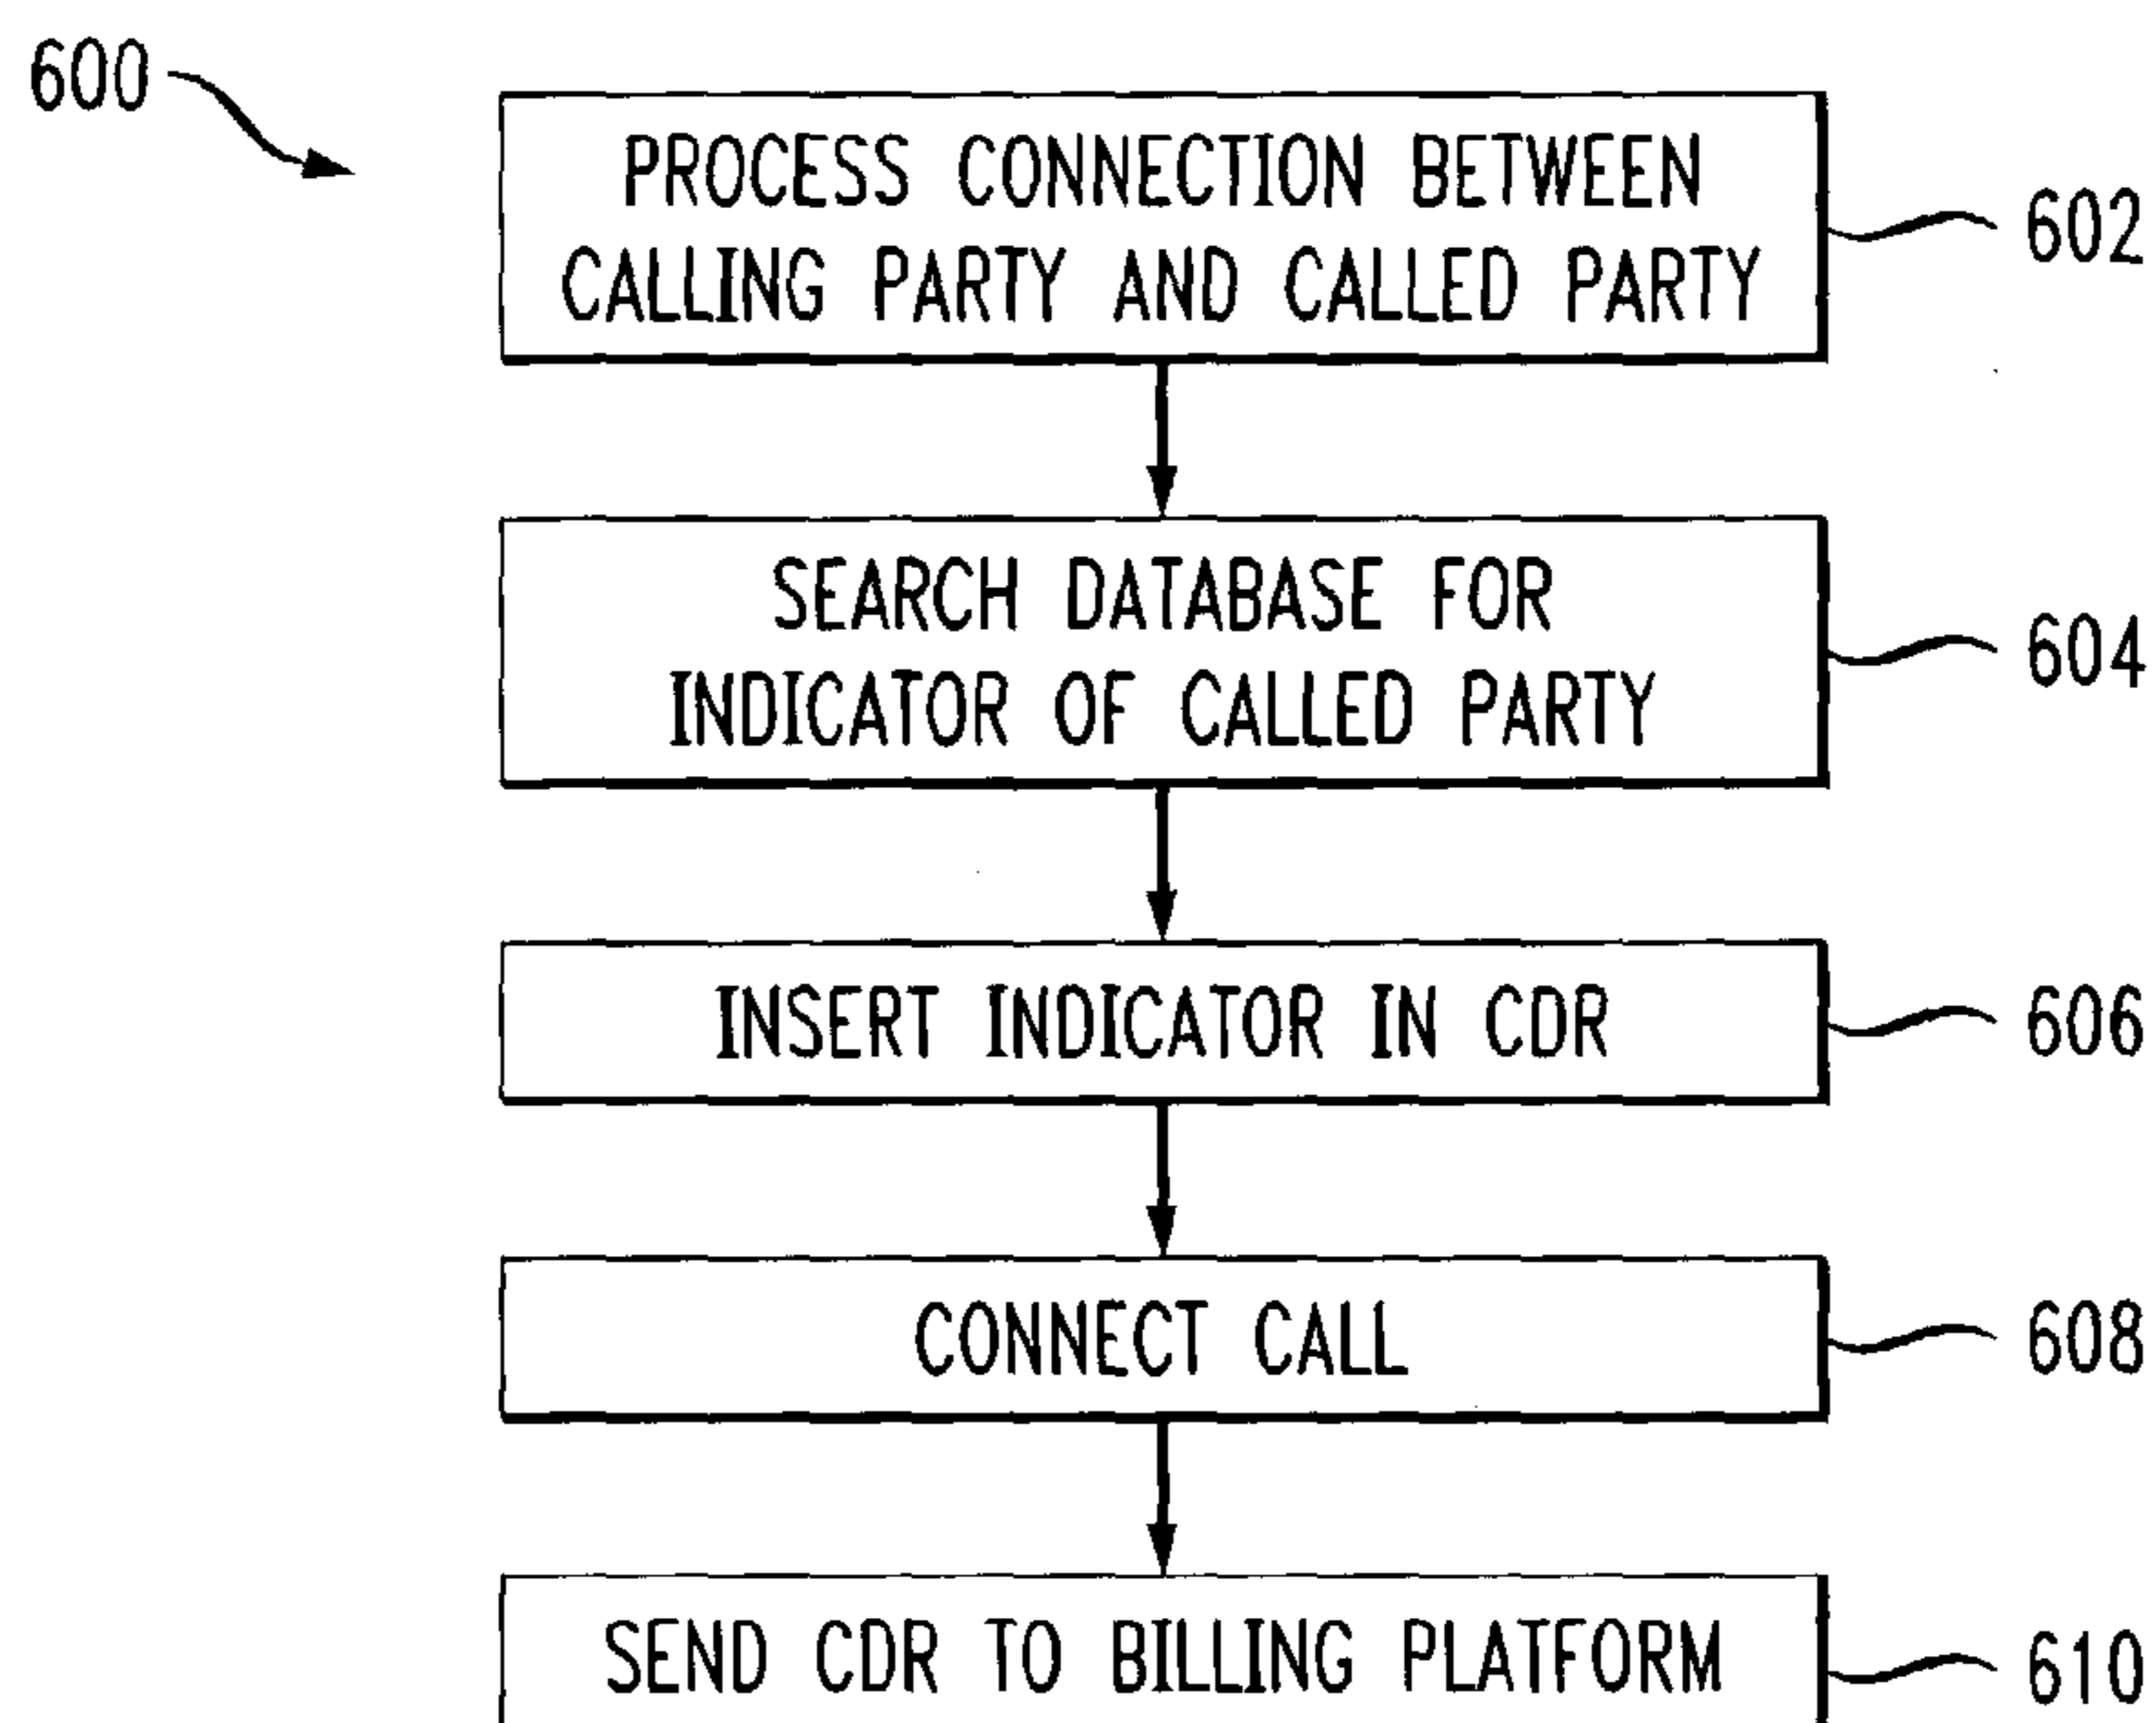 600
PROCESS CONNECTION BETWEEN
CALLING PARTY AND CALLED PARTY
602
SEARCH DATABASE FOR
INDICATOR OF CALLED PARTY
604
INSERT INDICATOR IN CDR
606
CONNECT CALL
608
SEND CDR TO BILLING PLATFORM
610